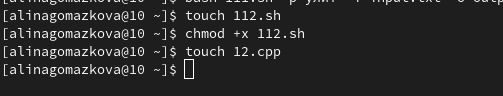 [alinagomazkova@10 ~]$ touch 112.sh
[alinagomazkova@10 ~]$ chmod +x 112.sh
[alinagomazkova@10 ~]$ touch 12.cpp
[alinagomazkova@10 ~]$